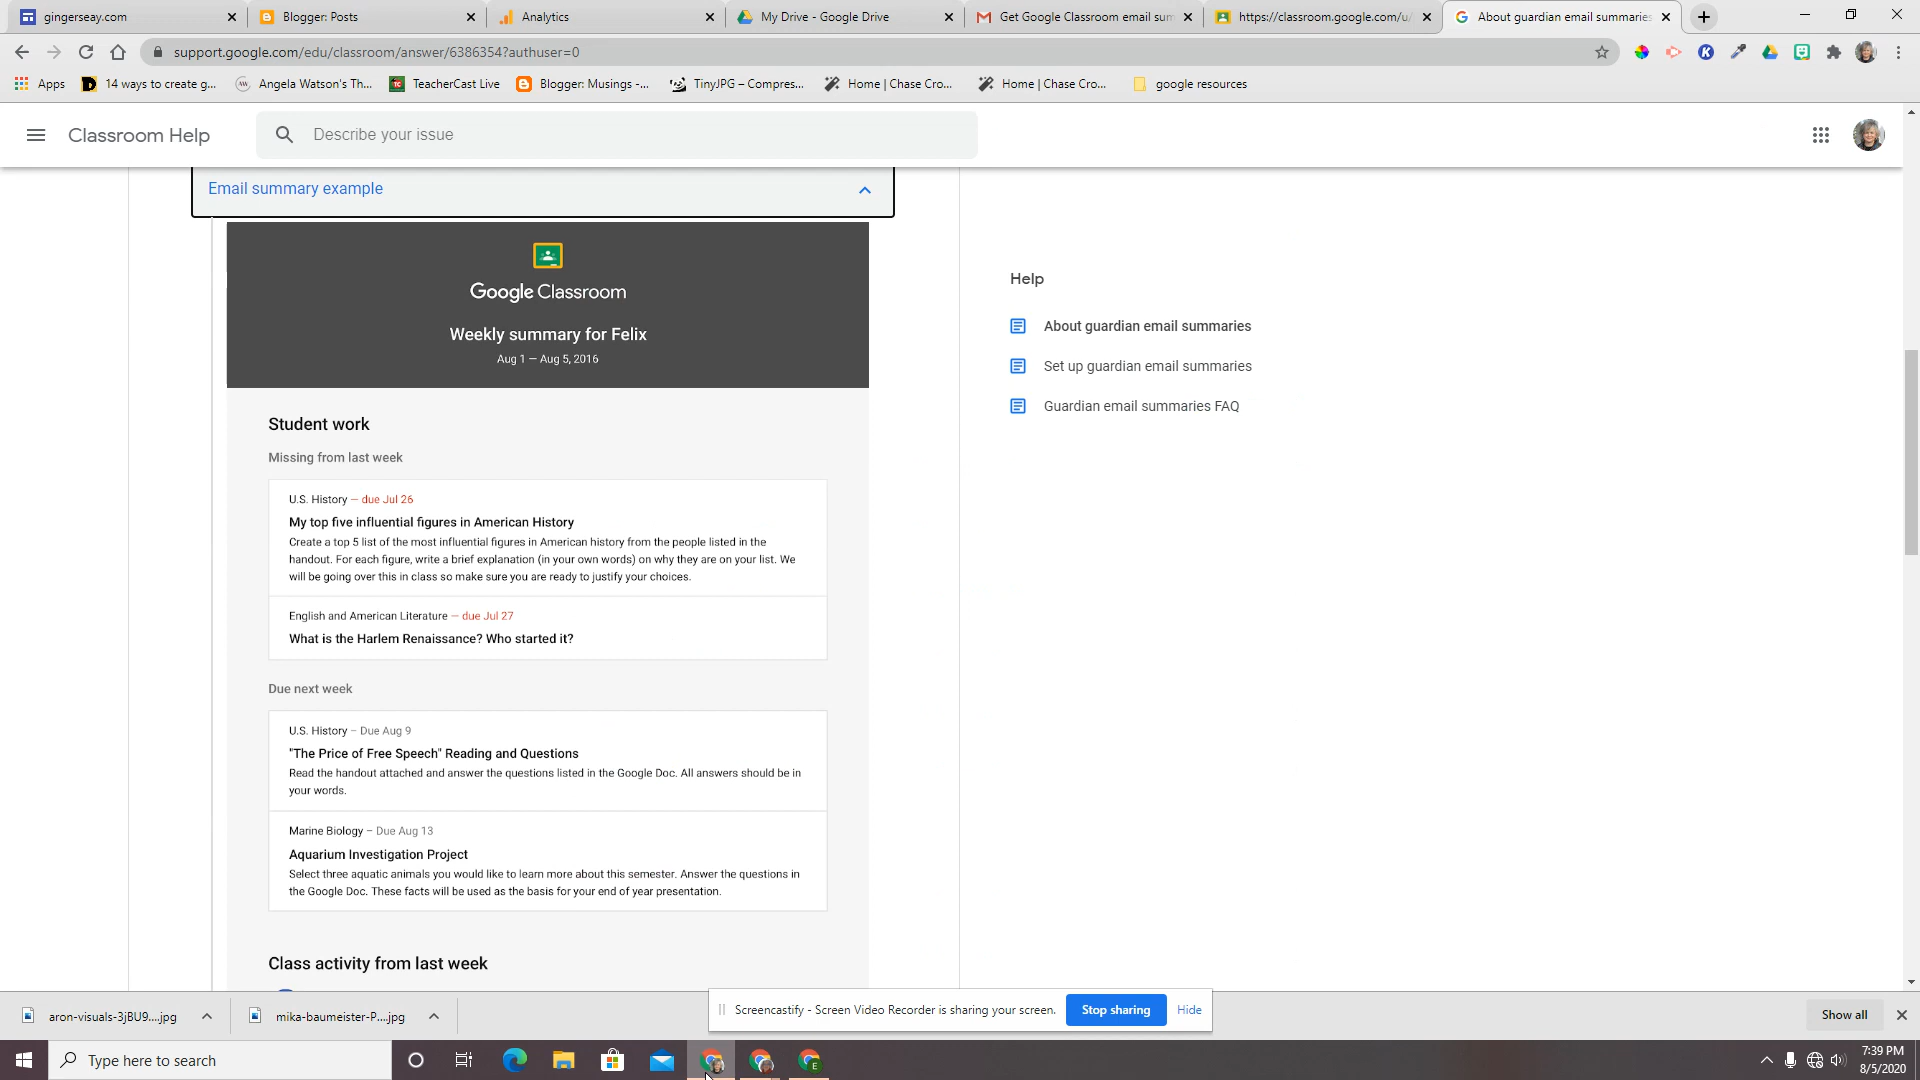 gingerseay.com
Blogger: Posts
Analytics
My Drive - Google Drive
Get Google Classroom email sum
https://classroom.google.com/u/
About guardian email summaries
support.google.com/edu/classroom/answer/6386354?authuser=0
Apps
14 ways to create g...
Angela Watson's Th...
TeacherCast Live
Blogger: Musings -...
TinyJPG – Compres...
Home | Chase Cro...
Home | Chase Cro...
google resources
Classroom Help
Describe your issue
Email summary example
Google Classroom
Weekly summary for Felix
Aug 1 — Aug 5, 2016
Student work
Missing from last week
U.S. History — due Jul 26
My top five influential figures in American History
Create a top 5 list of the most influential figures in American history from the people listed in the
handout. For each figure, write a brief explanation (in your own words) on why they are on your list. We
will be going over this in class so make sure you are ready to justify your choices.
English and American Literature — due Jul 27
What is the Harlem Renaissance? Who started it?
Due next week
U.S. History – Due Aug 9
"The Price of Free Speech" Reading and Questions
Read the handout attached and answer the questions listed in the Google Doc. All answers should be in
your words.
Marine Biology – Due Aug 13
Aquarium Investigation Project
Select three aquatic animals you would like to learn more about this semester. Answer the questions in
the Google Doc. These facts will be used as the basis for your end of year presentation.
Class activity from last week
Help
About guardian email summaries
Set up guardian email summaries
Guardian email summaries FAQ
aron-visuals-3jBU9....jpg
mika-baumeister-P....jpg
Screencastify - Screen Video Recorder is sharing your screen.
Stop sharing
Hide
Show all
Type here to search
7:39 PM
8/5/2020